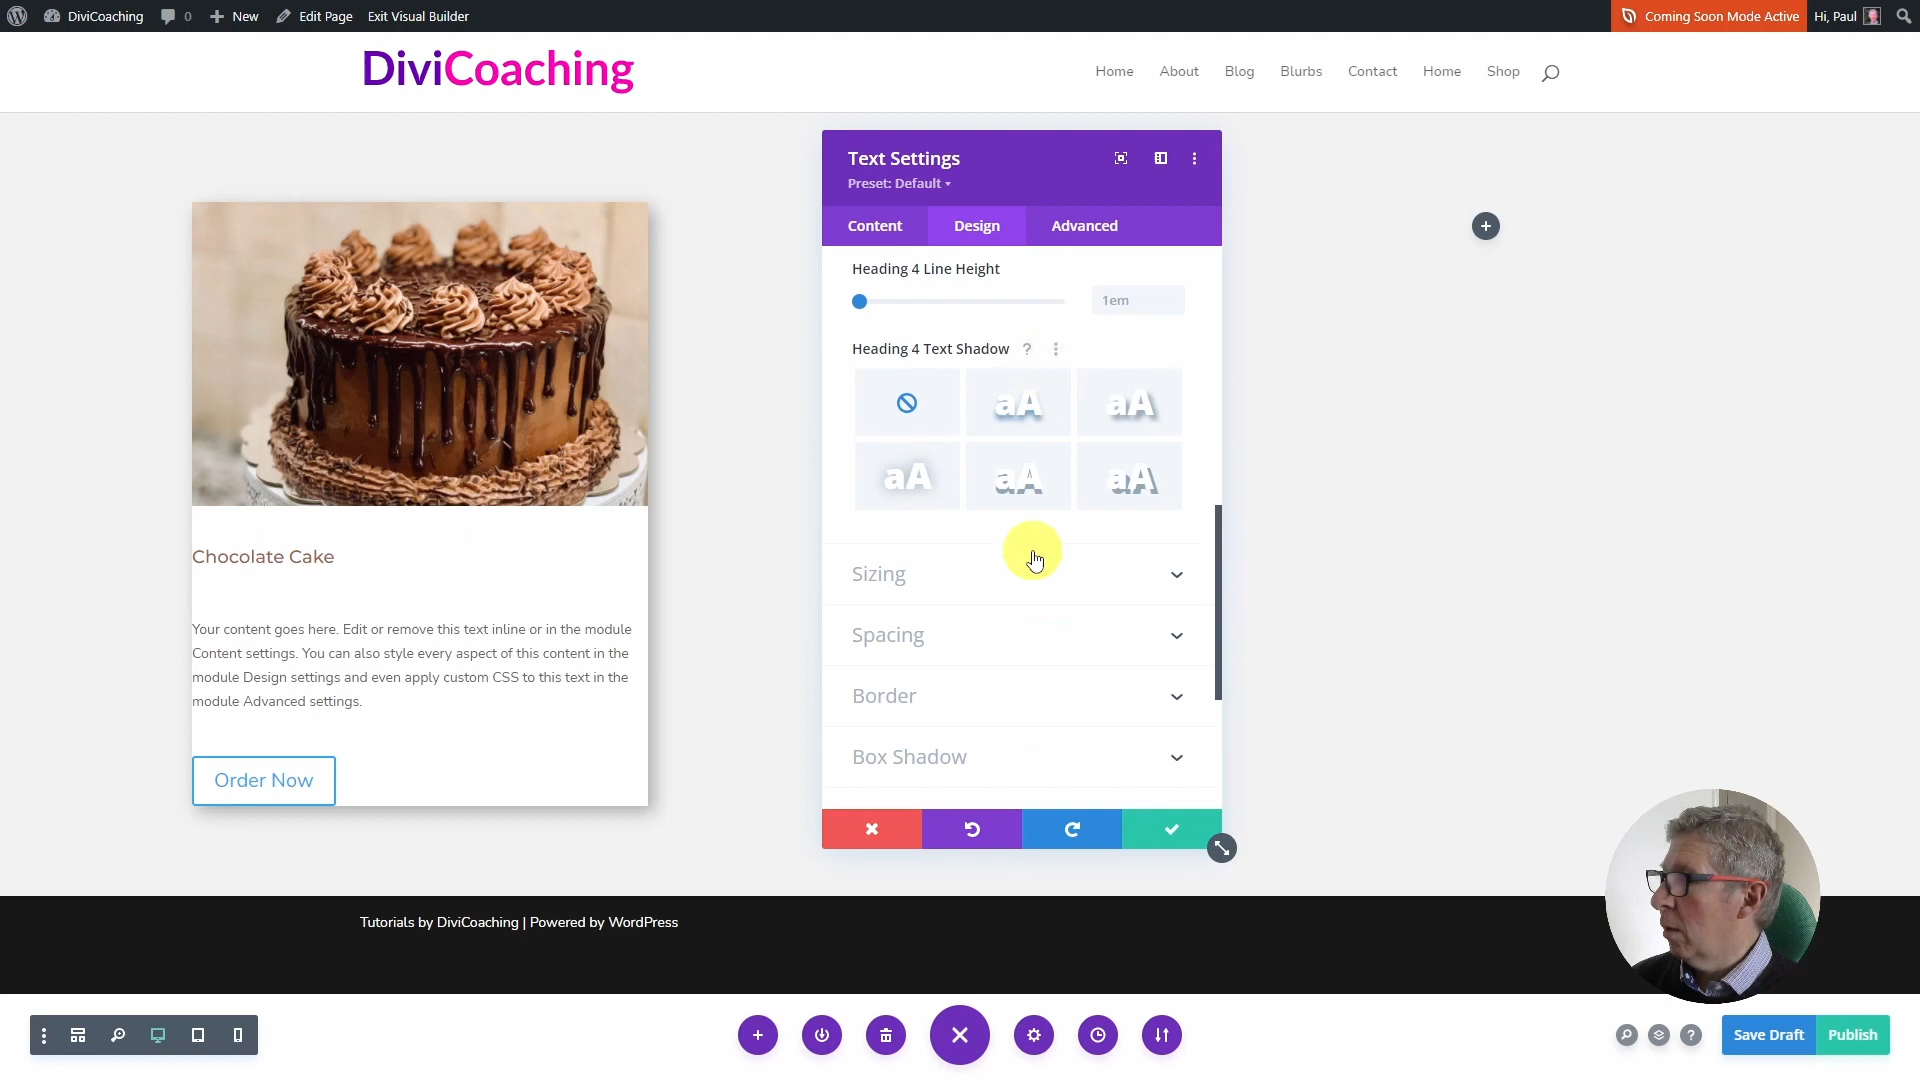 DiviCoaching
0
New
Edit Page
Exit Visual Builder
Coming Soon Mode Active
Hi, Paul
DiviCoaching
Home
About
Blog
Blurbs
Contact
Home
Shop
Text Settings
Preset: Default
Content
Design
Advanced
Heading 4 Line Height
1em
Heading 4 Text Shadow
?
aA
aA
aA
aA
aA
Sizing
Spacing
Border
Box Shadow
Chocolate Cake
Your content goes here. Edit or remove this text inline or in the module
Content settings. You can also style every aspect of this content in the
module Design settings and even apply custom CSS to this text in the
module Advanced settings.
Order Now
Tutorials by DiviCoaching | Powered by WordPress
?
Save Draft
Publish